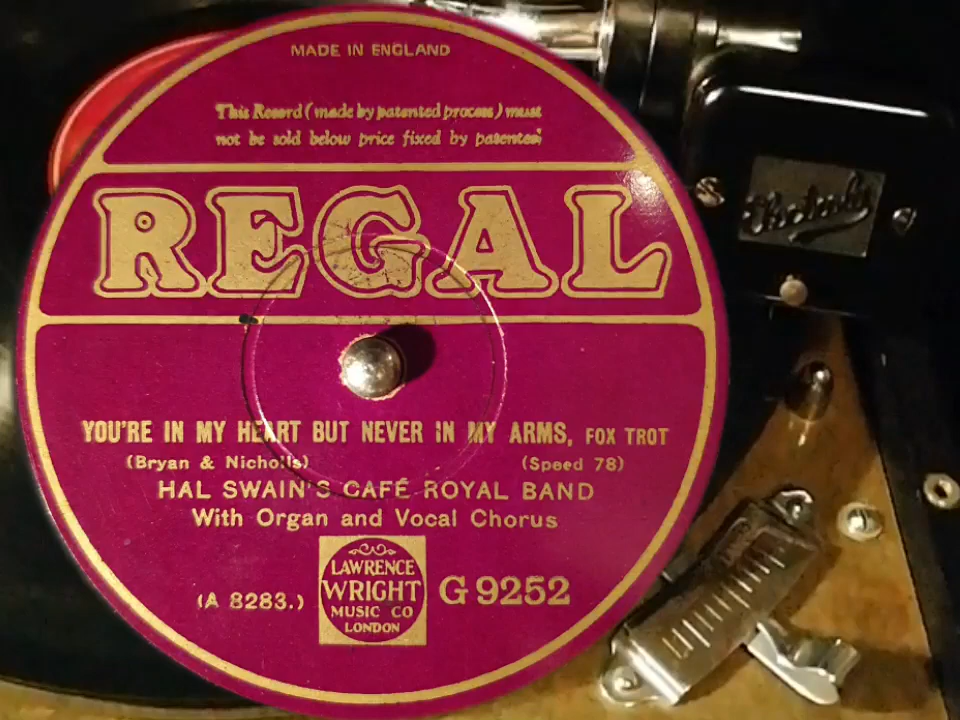 MADE IN ENGLAND
This Record (made by patented process) must
not be sold below price fixed by patentees
REGAL
YOU'RE IN MY HEART BUT NEVER IN MY ARMS, FOX TROT
(Bryan & Nicholls) (Speed 78)
HAL SWAIN'S CAFÉ ROYAL BAND
With Organ and Vocal Chorus
LAWRENCE
WRIGHT
MUSIC CO
LONDON
(A 8283.)
G 9252